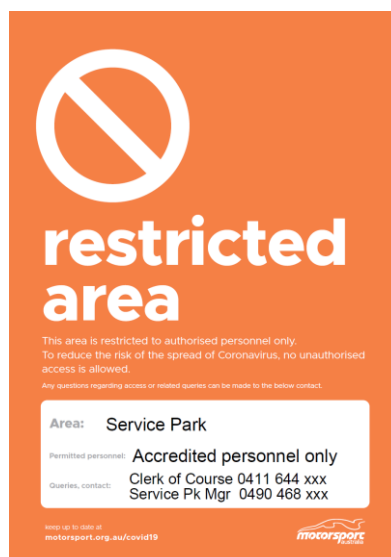 restricted
area
This area is restricted to authorised personnel only.
To reduce the risk of the spread of Coronavirus, no unauthorised
access is allowed.
Any questions regarding access or related queries can be made to the below contact.
Area: Service Park
Permitted personnel: Accredited personnel only
Queries, contact: Clerk of Course 0411 644 xxx
Service Pk Mgr 0490 468 xxx
keep up to date at
motorsport.org.au/covid19
motorsport
australia